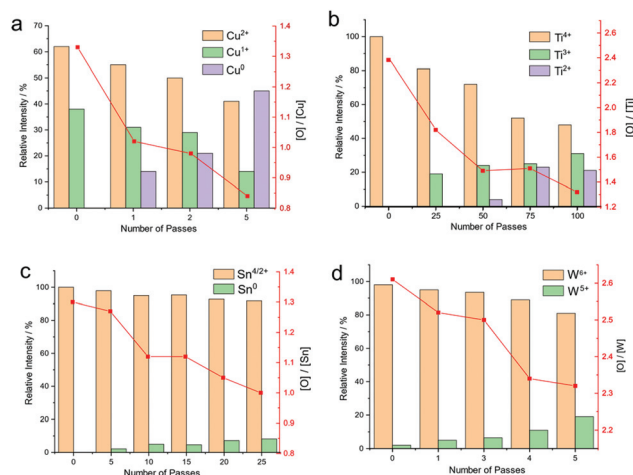 a
Cu2+
Cu1+
Cu0
Relative Intensity / %
70
60
50
40
30
20
10
0
0 1 2 5
Number of Passes
1.4
1.3
1.2
1.1
1.0
0.9
0.8
[O] / [Cu]
b
Ti4+
Ti3+
Ti2+
Relative Intensity / %
100
80
60
40
20
0
0 25 50 75 100
Number of Passes
2.6
2.4
2.2
2.0
1.8
1.6
1.4
1.2
[O] / [Ti]
c
Sn4/2+
Sn0
Relative Intensity / %
100
80
60
40
20
0
0 5 10 15 20 25
Number of Passes
1.4
1.3
1.2
1.1
1.0
0.9
0.8
[O] / [Sn]
d
W6+
W5+
Relative Intensity / %
100
80
60
40
20
0
0 1 3 4 5
Number of Passes
2.6
2.5
2.4
2.3
2.2
[O] / [W]